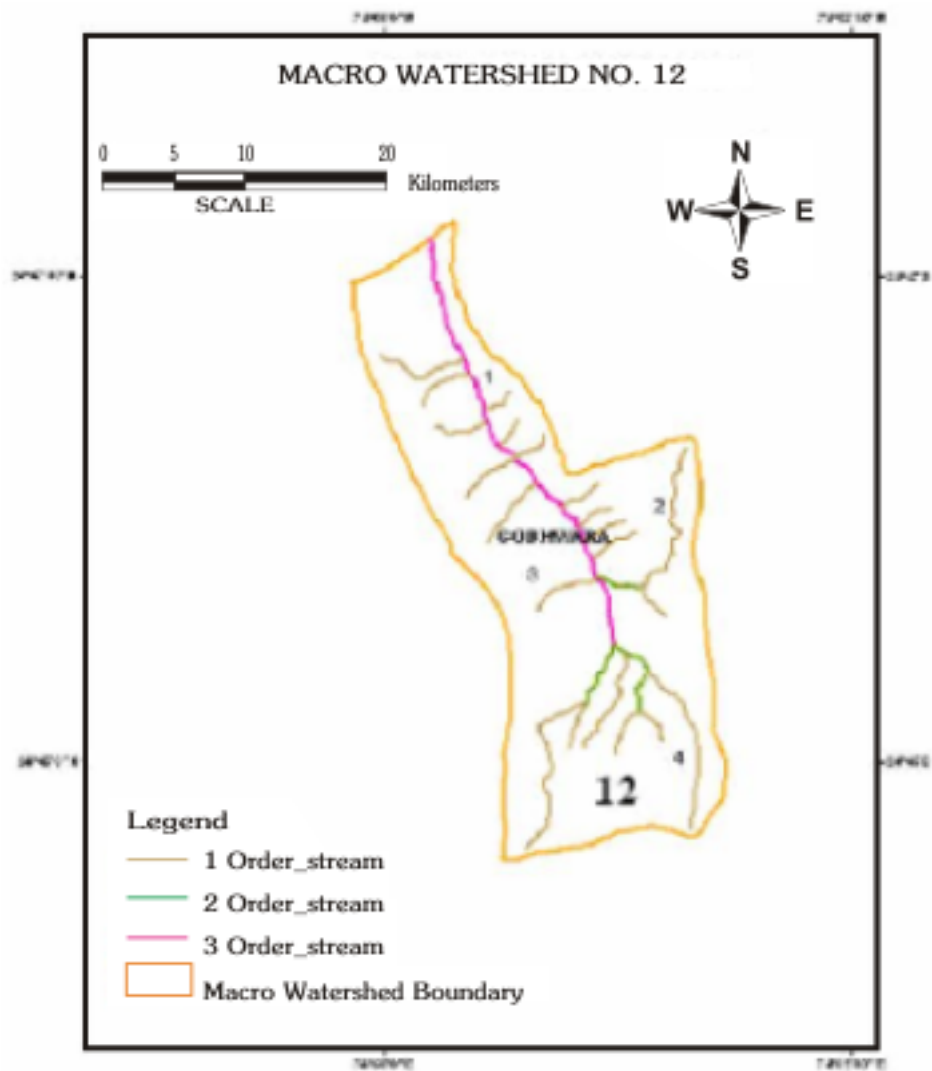 MACRO WATERSHED NO. 12
0 5 10 20
Kilometers
SCALE
N
W E
S
1
2
3
4
12
Legend
1 Order_stream
2 Order_stream
3 Order_stream
Macro Watershed Boundary